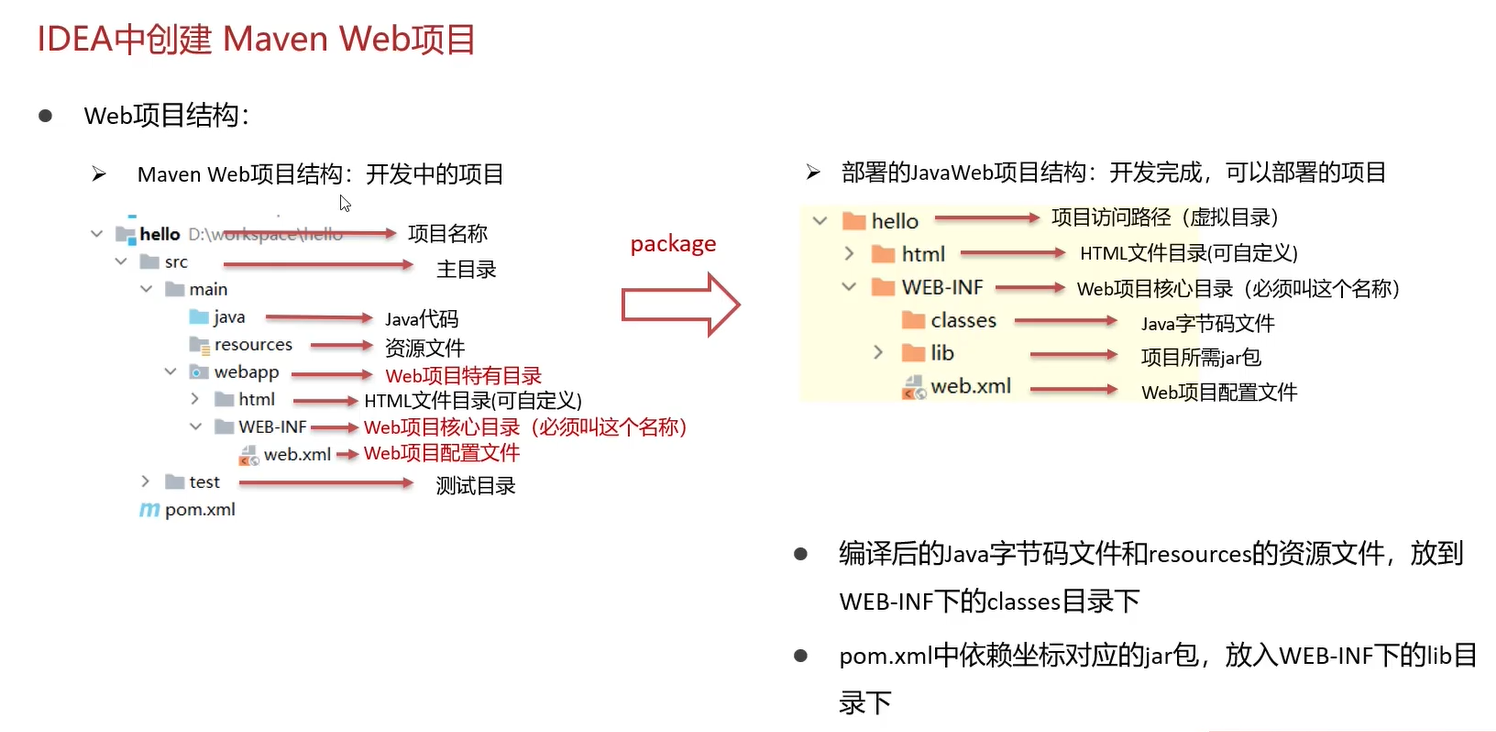 IDEA中创建 Maven Web项目
Web项目结构：
Maven Web项目结构：开发中的项目
hello D:\workspace\hello 项目名称
src 主目录
main
java Java代码
resources 资源文件
webapp Web项目特有目录
html HTML文件目录(可自定义)
WEB-INF Web项目核心目录（必须叫这个名称）
web.xml Web项目配置文件
test 测试目录
pom.xml
package
部署的JavaWeb项目结构：开发完成，可以部署的项目
hello 项目访问路径（虚拟目录）
html HTML文件目录(可自定义)
WEB-INF Web项目核心目录（必须叫这个名称）
classes Java字节码文件
lib 项目所需jar包
web.xml Web项目配置文件
编译后的Java字节码文件和resources的资源文件，放到
WEB-INF下的classes目录下
pom.xml中依赖坐标对应的jar包，放入WEB-INF下的lib目
录下